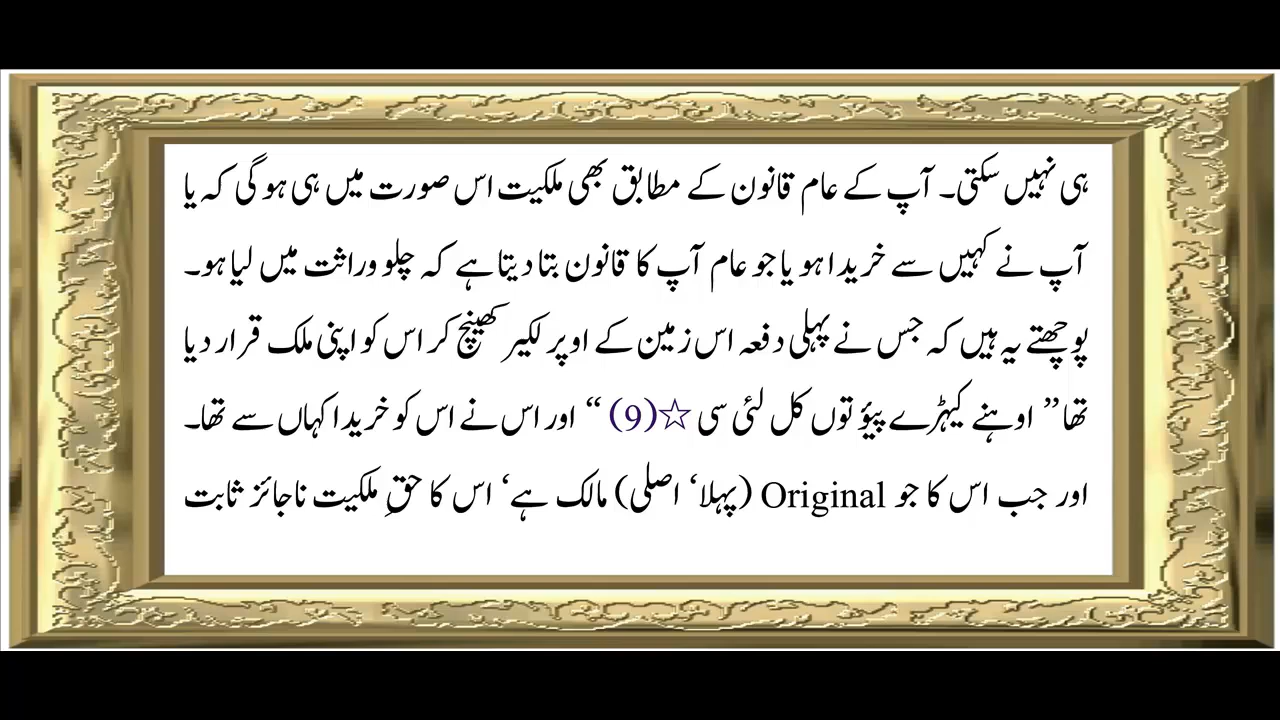 ہی نہیں سکتی۔ آپ کے عام قانون کے مطابق بھی ملکیت اس صورت میں ہی ہو گی کہ یا
آپ نے کہیں سے خریدا ہو یا جو عام آپ کا قانون بتا دیتا ہے کہ چلو وراثت میں لیا ہو۔
پوچھتے یہ ہیں کہ جس نے پہلی دفعہ اس زمین کے اوپر لکیر کھینچ کر اس کو اپنی ملک قرار دیا
تھا ” اوہنے کیہڑے پیؤ توں کل لئی سی ☆(9) “ اور اس نے اس کو خریدا کہاں سے تھا۔
اور جب اس کا جو Original (پہلا‘ اصلی) مالک ہے‘ اس کا حقِ ملکیت ناجائز ثابت